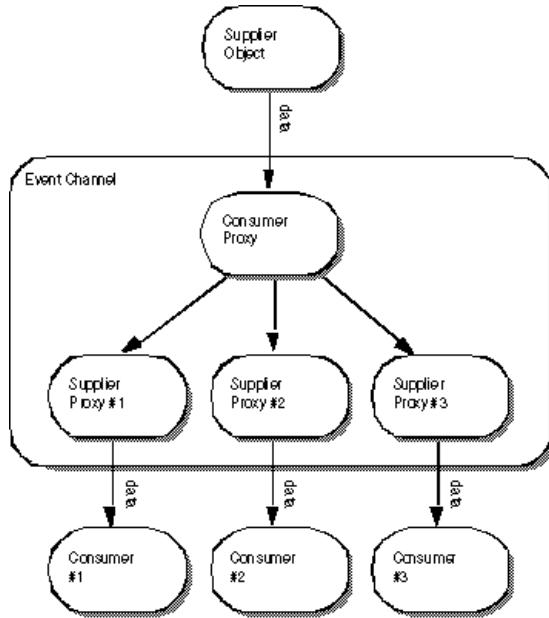 Supplier
Object
data
Event Channel
Consumer
Proxy
Supplier
Proxy #1
Supplier
Proxy #2
Supplier
Proxy #3
data
data
data
Consumer
#1
Consumer
#2
Consumer
#3